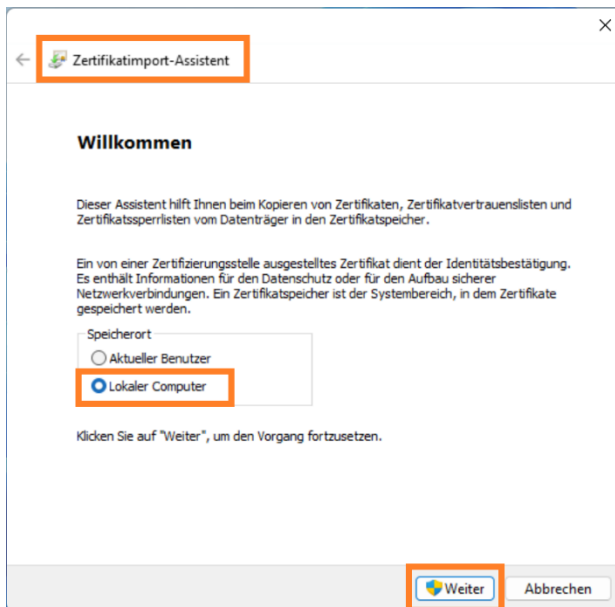 Zertifikatimport-Assistent
Willkommen
Dieser Assistent hilft Ihnen beim Kopieren von Zertifikaten, Zertifikatvertrauenslisten und
Zertifikatssperrlisten vom Datenträger in den Zertifikatspeicher.
Ein von einer Zertifizierungsstelle ausgestelltes Zertifikat dient der Identitätsbestätigung.
Es enthält Informationen für den Datenschutz oder für den Aufbau sicherer
Netzwerkverbindungen. Ein Zertifikatspeicher ist der Systembereich, in dem Zertifikate
gespeichert werden.
Speicherort
Aktueller Benutzer
Lokaler Computer
Klicken Sie auf "Weiter", um den Vorgang fortzusetzen.
Weiter Abbrechen